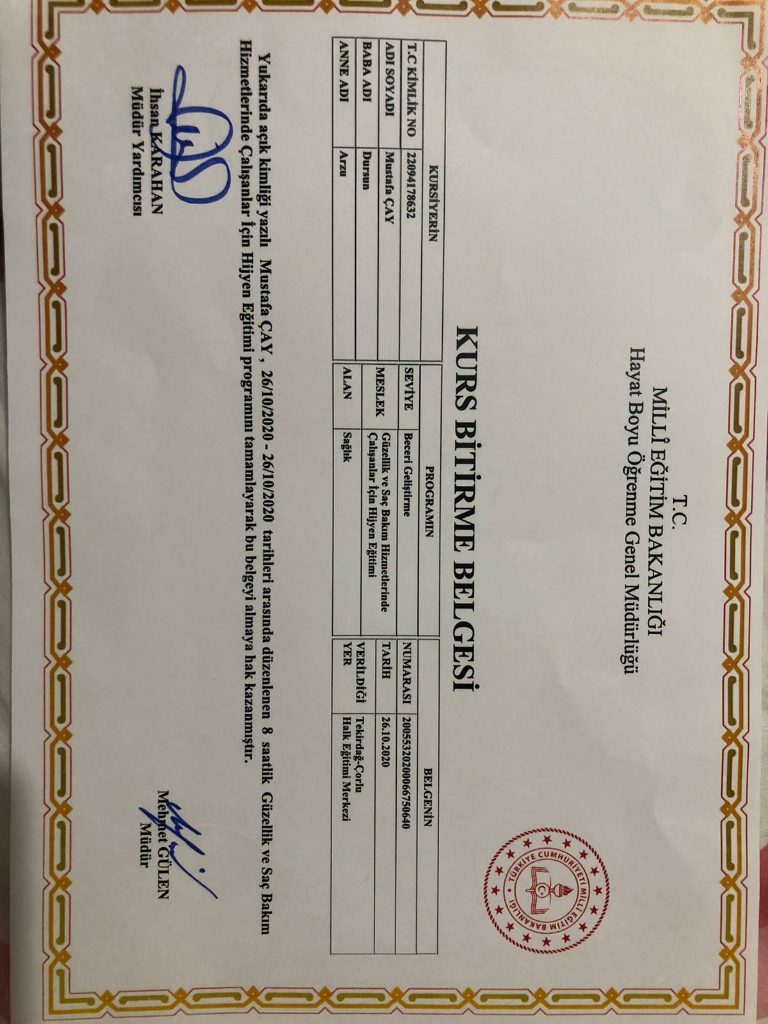 T.C.
MİLLÎ EĞİTİM BAKANLIĞI
Hayat Boyu Öğrenme Genel Müdürlüğü
TÜRKİYE CUMHURİYETİ MİLLÎ EĞİTİM BAKANLIĞI
KURS BİTİRME BELGESİ
KURSİYERİN
T.C KİMLİK NO 22094178632
ADI SOYADI Mustafa ÇAY
BABA ADI Dursun
ANNE ADI Arzu
PROGRAMIN
SEVİYE Beceri Geliştirme
MESLEK Güzellik ve Saç Bakım Hizmetlerinde
Çalışanlar İçin Hijyen Eğitimi
ALAN Sağlık
BELGENİN
NUMARASI 20055320200066750640
TARİH 26.10.2020
VERİLDİĞİ YER Tekirdağ-Çorlu
Halk Eğitimi Merkezi
Yukarıda açık kimliği yazılı Mustafa ÇAY , 26/10/2020 - 26/10/2020 tarihleri arasında düzenlenen 8 saatlik Güzellik ve Saç Bakım
Hizmetlerinde Çalışanlar İçin Hijyen Eğitimi programını tamamlayarak bu belgeyi almaya hak kazanmıştır.
İhsan KARAHAN
Müdür Yardımcısı
Mehmet GÜLEN
Müdür